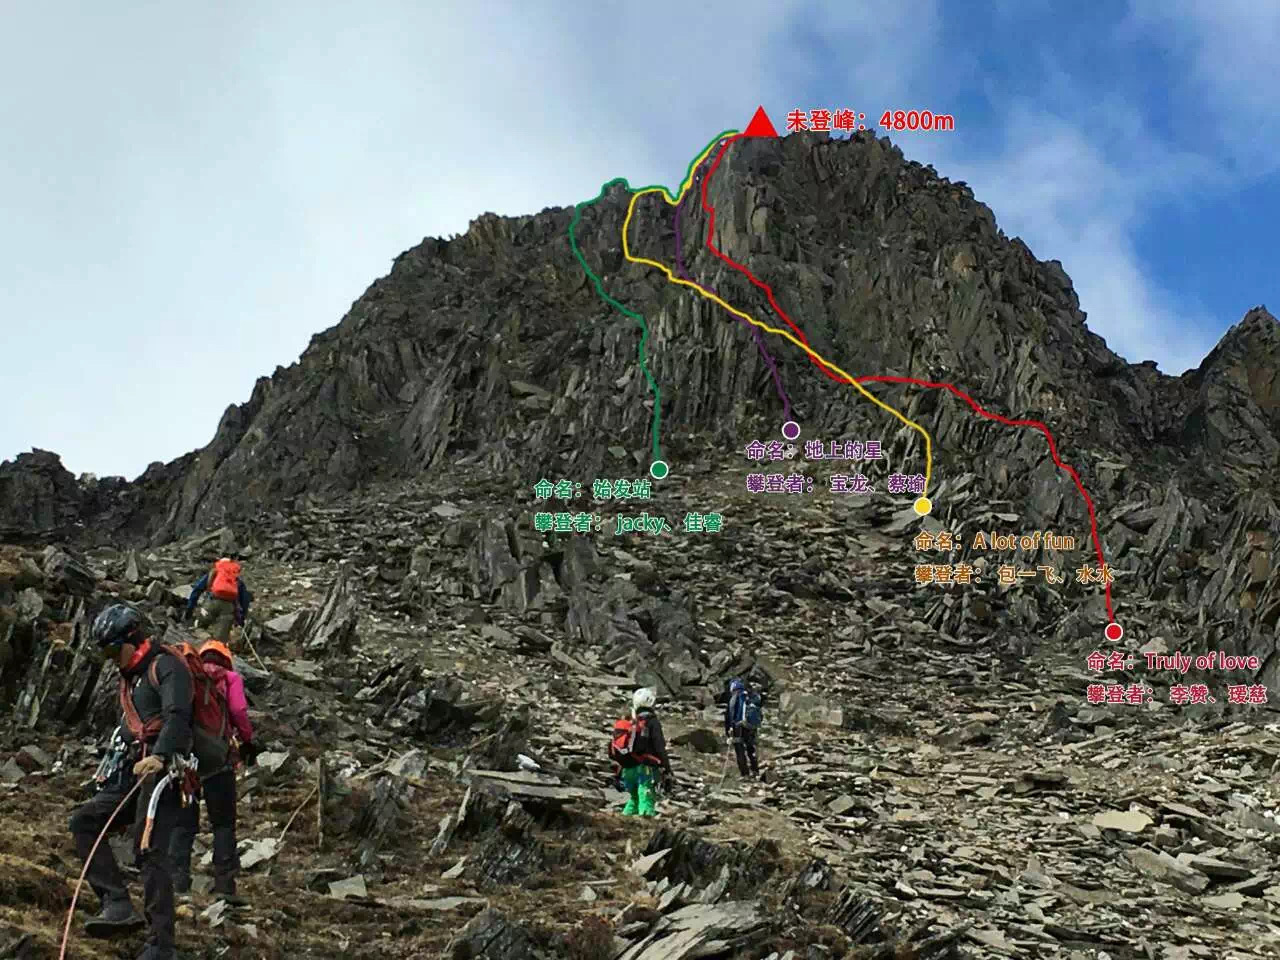 未登峰：4800m
命名：地上的星
攀登者： 宝龙、蔡瑜
命名：始发站
攀登者： jacky、佳睿
命名：A lot of fun
攀登者： 包一飞、水水
命名：Truly of love
攀登者： 李赞、瑷慈